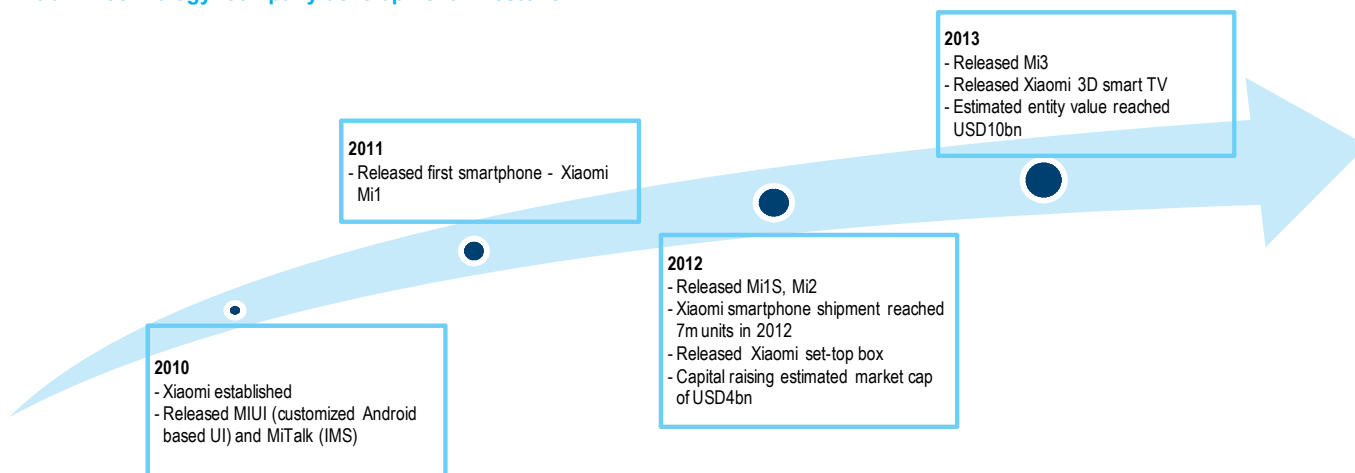 2013
- Released Mi3
- Released Xiaomi 3D smart TV
- Estimated entity value reached
USD10bn
2011
- Released first smartphone - Xiaomi
Mi1
2012
- Released Mi1S, Mi2
- Xiaomi smartphone shipment reached
7m units in 2012
- Released Xiaomi set-top box
- Capital raising estimated market cap
of USD4bn
2010
- Xiaomi established
- Released MIUI (customized Android
based UI) and MiTalk (IMS)